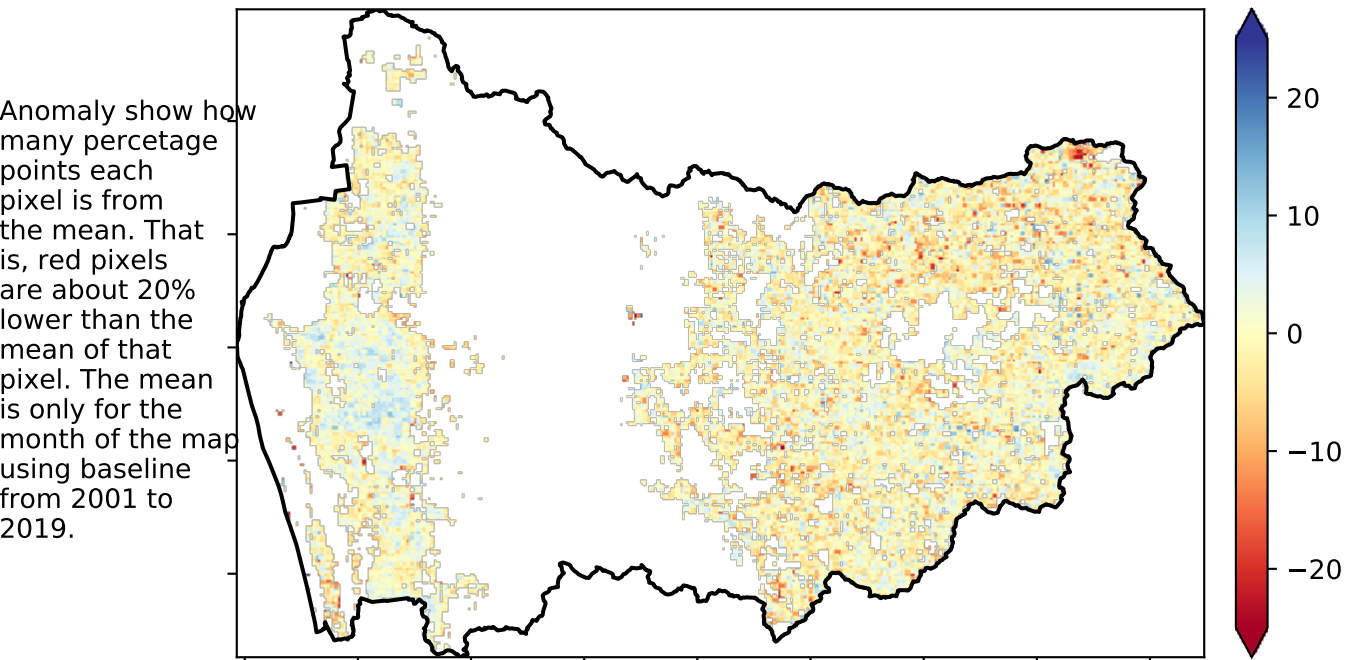 Anomaly show how
many percetage
points each
pixel is from
the mean. That
is, red pixels
are about 20%
lower than the
mean of that
pixel. The mean
is only for the
month of the map
using baseline
from 2001 to
2019.
20
10
0
−10
−20